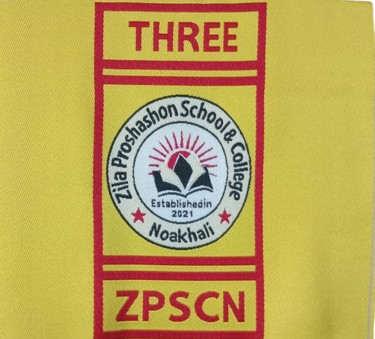 THREE
Zila Proshashon School & College
Establishedin
2021
Noakhali
ZPSCN